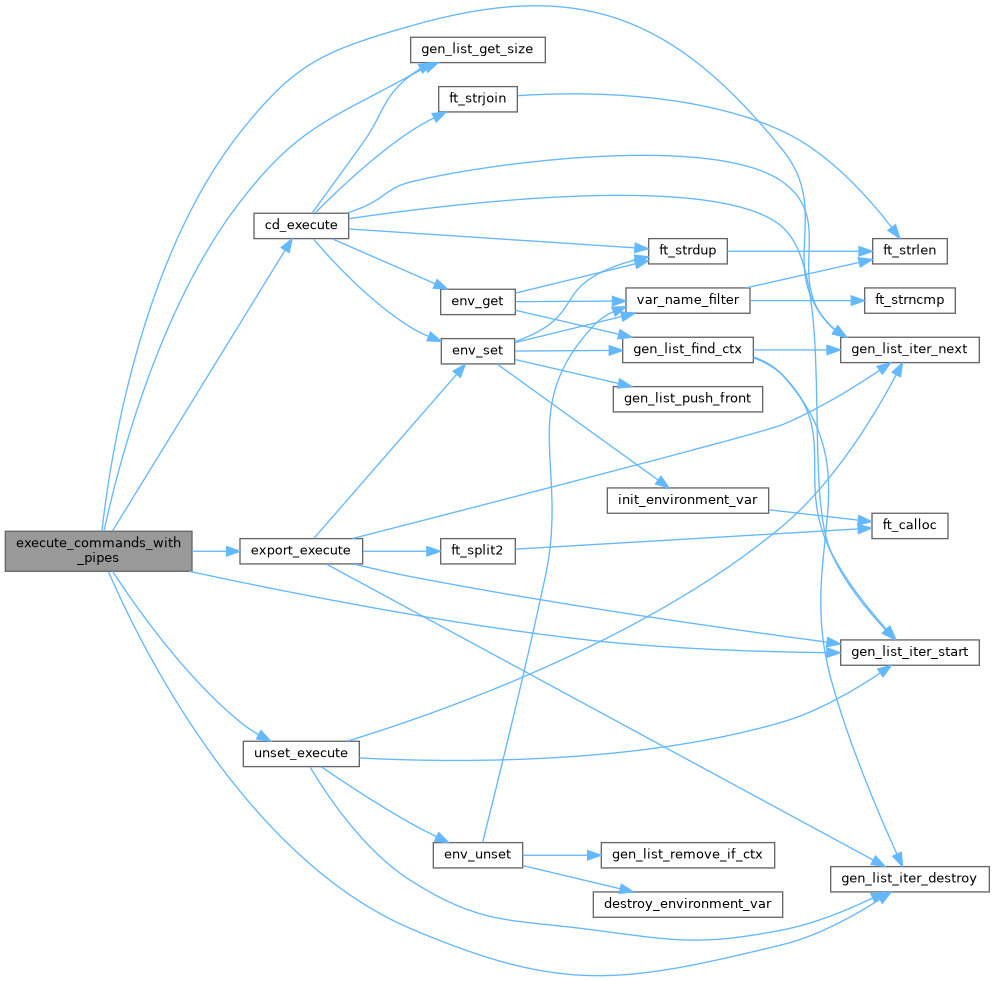 gen_list_get_size
ft_strjoin
cd_execute
ft_strdup
ft_strlen
env_get
var_name_filter
ft_strncmp
env_set
gen_list_find_ctx
gen_list_iter_next
gen_list_push_front
init_environment_var
ft_calloc
execute_commands_with
_pipes
export_execute
ft_split2
gen_list_iter_start
unset_execute
env_unset
gen_list_remove_if_ctx
gen_list_iter_destroy
destroy_environment_var